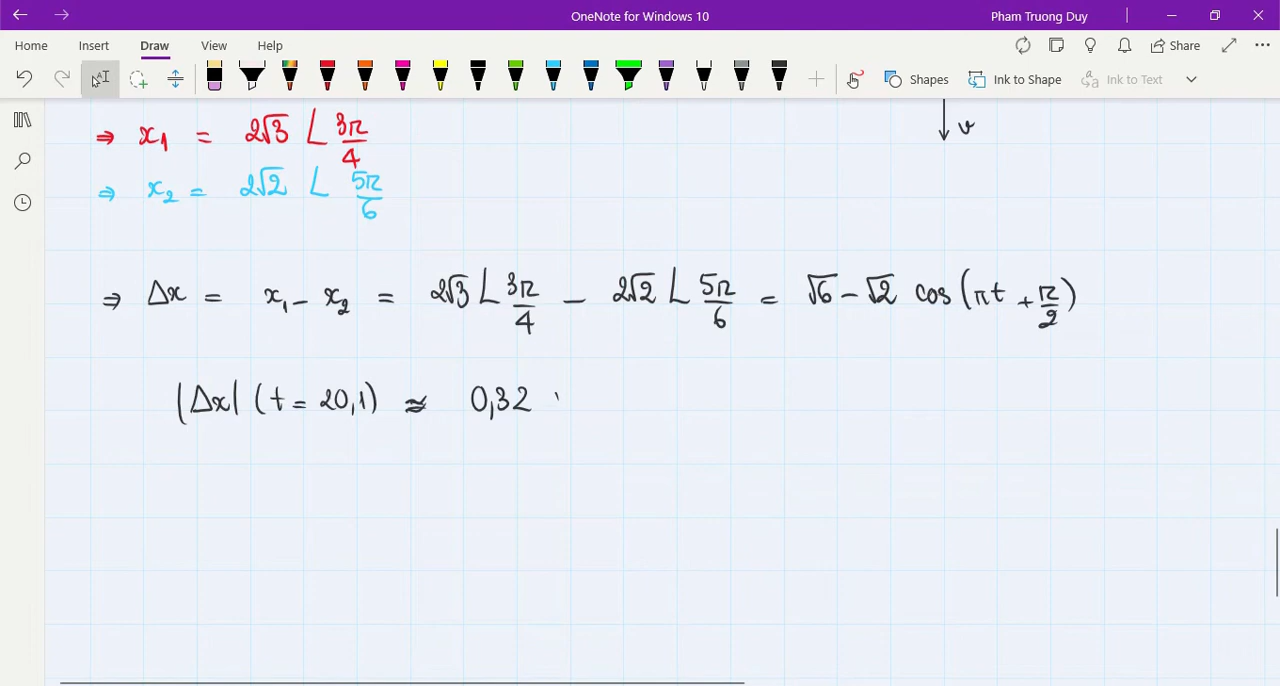 OneNote for Windows 10
Pham Truong Duy
Home Insert Draw View Help
Share
Shapes
Ink to Shape
Ink to Text
v
⇒ x₁ = 2√3 ∠ 3π/4
⇒ x₂ = 2√2 ∠ 5π/6
⇒ Δx = x₁ - x₂ = 2√3 ∠ 3π/4 - 2√2 ∠ 5π/6 = √6 - √2 cos(πt + π/2)
|Δx| (t = 20,1) ≈ 0,32